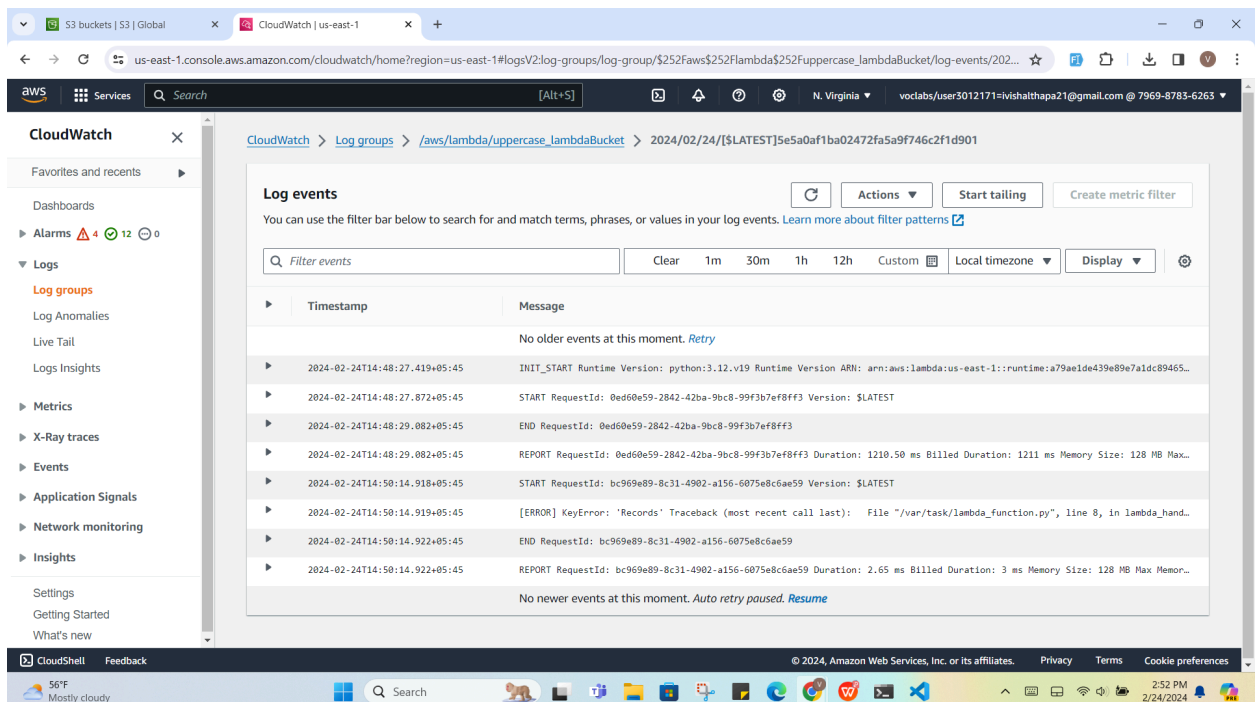 S3 buckets | S3 | Global
CloudWatch | us-east-1
us-east-1.console.aws.amazon.com/cloudwatch/home?region=us-east-1#logsV2:log-groups/log-group/$252Faws$252Flambda$252Fuppercase_lambdaBucket/log-events/202...
aws Services Search [Alt+S] N. Virginia ▼ voclabs/user3012171=ivishalthapa21@gmail.com @ 7969-8783-6263 ▼
CloudWatch
Favorites and recents
Dashboards
Alarms 4 12 0
Logs
Log groups
Log Anomalies
Live Tail
Logs Insights
Metrics
X-Ray traces
Events
Application Signals
Network monitoring
Insights
Settings
Getting Started
What's new
CloudWatch > Log groups > /aws/lambda/uppercase_lambdaBucket > 2024/02/24/[$LATEST]5e5a0af1ba02472fa5a9f746c2f1d901
Log events
Actions ▼ Start tailing Create metric filter
You can use the filter bar below to search for and match terms, phrases, or values in your log events. Learn more about filter patterns
Filter events Clear 1m 30m 1h 12h Custom Local timezone ▼ Display ▼
Timestamp Message
No older events at this moment. Retry
2024-02-24T14:48:27.419+05:45 INIT_START Runtime Version: python:3.12.v19 Runtime Version ARN: arn:aws:lambda:us-east-1::runtime:a79ae1de439e89e7a1dc89465…
2024-02-24T14:48:27.872+05:45 START RequestId: 0ed60e59-2842-42ba-9bc8-99f3b7ef8ff3 Version: $LATEST
2024-02-24T14:48:29.082+05:45 END RequestId: 0ed60e59-2842-42ba-9bc8-99f3b7ef8ff3
2024-02-24T14:48:29.082+05:45 REPORT RequestId: 0ed60e59-2842-42ba-9bc8-99f3b7ef8ff3 Duration: 1210.50 ms Billed Duration: 1211 ms Memory Size: 128 MB Max…
2024-02-24T14:50:14.918+05:45 START RequestId: bc969e89-8c31-4902-a156-6075e8c6ae59 Version: $LATEST
2024-02-24T14:50:14.919+05:45 [ERROR] KeyError: 'Records' Traceback (most recent call last): File "/var/task/lambda_function.py", line 8, in lambda_hand…
2024-02-24T14:50:14.922+05:45 END RequestId: bc969e89-8c31-4902-a156-6075e8c6ae59
2024-02-24T14:50:14.922+05:45 REPORT RequestId: bc969e89-8c31-4902-a156-6075e8c6ae59 Duration: 2.65 ms Billed Duration: 3 ms Memory Size: 128 MB Max Memor…
No newer events at this moment. Auto retry paused. Resume
CloudShell Feedback © 2024, Amazon Web Services, Inc. or its affiliates. Privacy Terms Cookie preferences
56°F
Mostly cloudy
Search
2:52 PM
2/24/2024